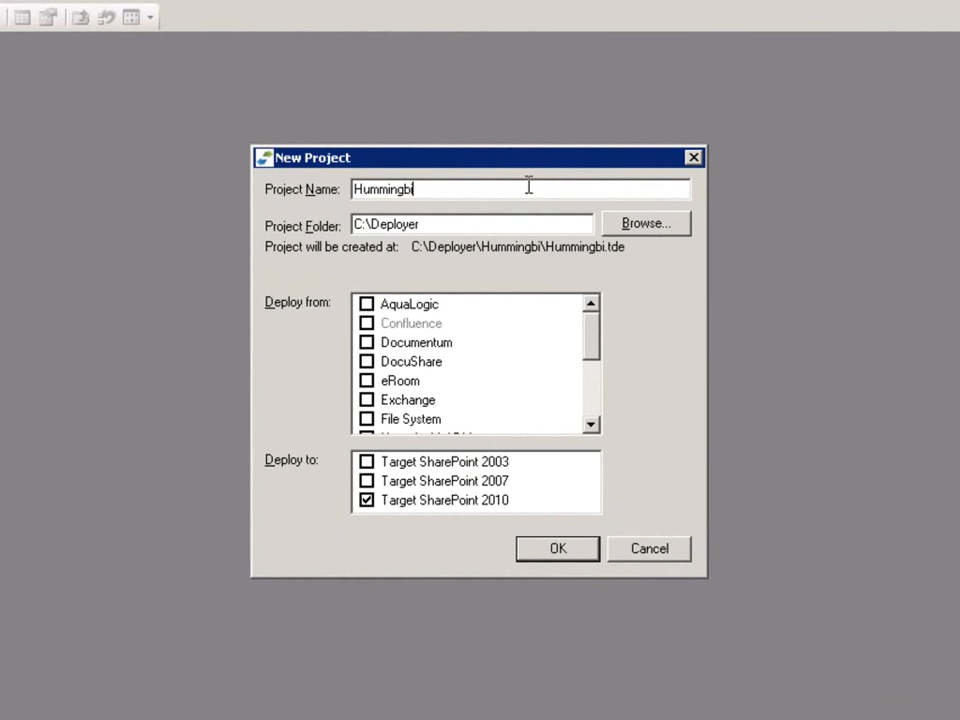 New Project
Project Name: Hummingbi
Project Folder: C:\Deployer Browse...
Project will be created at: C:\Deployer\Hummingbi\Hummingbi.tde
Deploy from:
AquaLogic
Confluence
Documentum
DocuShare
eRoom
Exchange
File System
Deploy to:
Target SharePoint 2003
Target SharePoint 2007
Target SharePoint 2010
OK Cancel